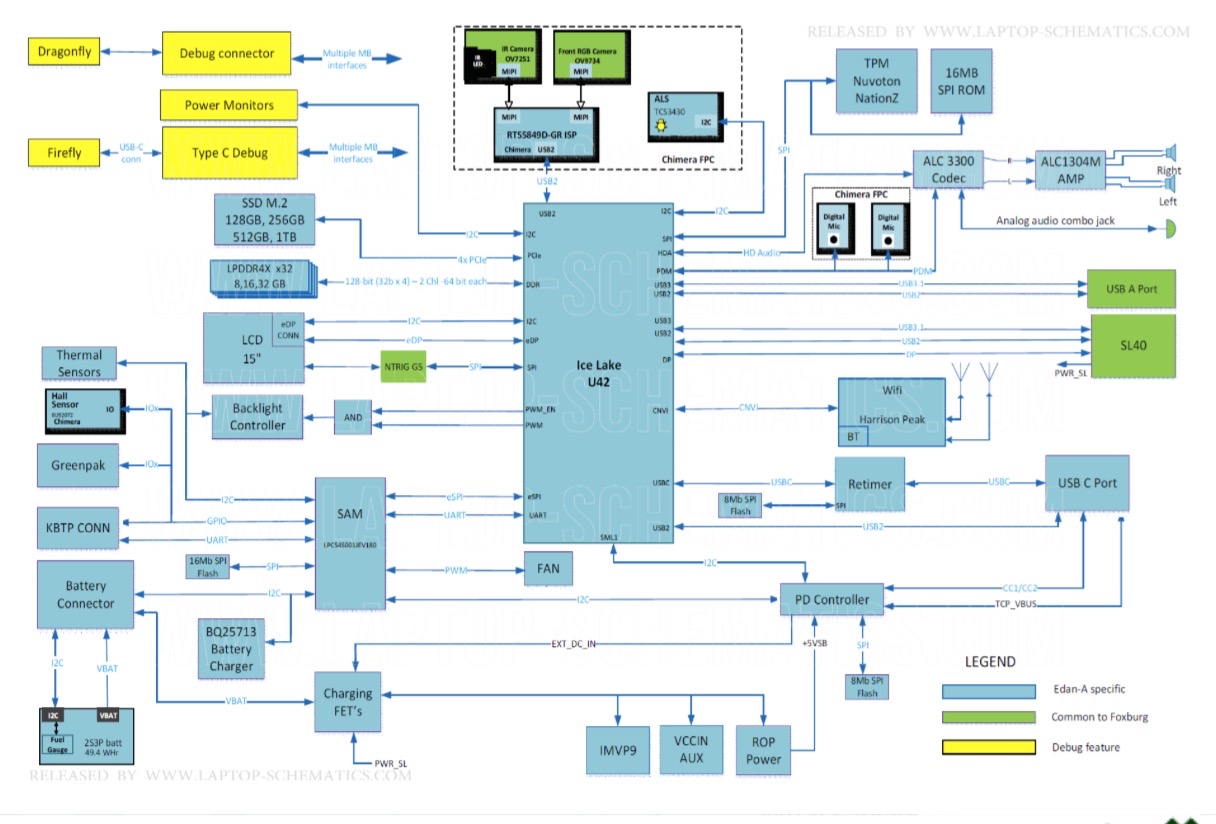 RELEASED BY WWW.LAPTOP-SCHEMATICS.COM
Dragonfly
Debug connector
Multiple MB
interfaces
Power Monitors
Firefly
USB-C
conn
Type C Debug
Multiple MB
interfaces
IR Camera
OV7251
IR
LED
MIPI
Front RGB Camera
OV9734
MIPI
MIPI
MIPI
RTS5849D-GR ISP
Chimera USB2
ALS
TCS3430
I2C
Chimera FPC
USB2
TPM
Nuvoton
NationZ
16MB
SPI ROM
SPI
ALC 3300
Codec
R
L
ALC1304M
AMP
Right
Left
Chimera FPC
Digital
Mic
Digital
Mic
Analog audio combo jack
SSD M.2
128GB, 256GB
512GB, 1TB
I2C
4x PCIe
LPDDR4X x32
8,16,32 GB
128-bit (32b x 4) – 2 Chl -64 bit each
LCD
15"
eDP
CONN
I2C
eDP
NTRIG G5
SPI
Ice Lake
U42
USB2
I2C
PCIe
DDR
I2C
eDP
SPI
PWM_EN
PWM
eSPI
UART
SML1
I2C
SPI
HDA
PDM
USB3
USB2
USB3
USB2
DP
CNVI
USBC
USB2
I2C
HD Audio
PDM
USB3.1
USB2
USB A Port
USB3.1
USB2
DP
SL40
PWR_SL
Thermal
Sensors
Hall
Sensor
Chimera
IO
IOx
Backlight
Controller
AND
Greenpak
IOx
KBTP CONN
I2C
GPIO
UART
16Mb SPI
Flash
SPI
SAM
LPC54S001JEV180
eSPI
UART
PWM
FAN
I2C
CNVI
Wifi
Harrison Peak
BT
USBC
Retimer
SPI
8Mb SPI
Flash
USBC
USB C Port
USB2
I2C
PD Controller
CC1/CC2
TCP_VBUS
+5VSB
SPI
8Mb SPI
Flash
Battery
Connector
I2C
BQ25713
Battery
Charger
I2C
VBAT
VBAT
I2C
VBAT
Fuel
Gauge
2S3P batt
49.4 WHr
EXT_DC_IN
Charging
FET's
PWR_SL
IMVP9
VCCIN
AUX
ROP
Power
LEGEND
Edan-A specific
Common to Foxburg
Debug feature
RELEASED BY WWW.LAPTOP-SCHEMATICS.COM